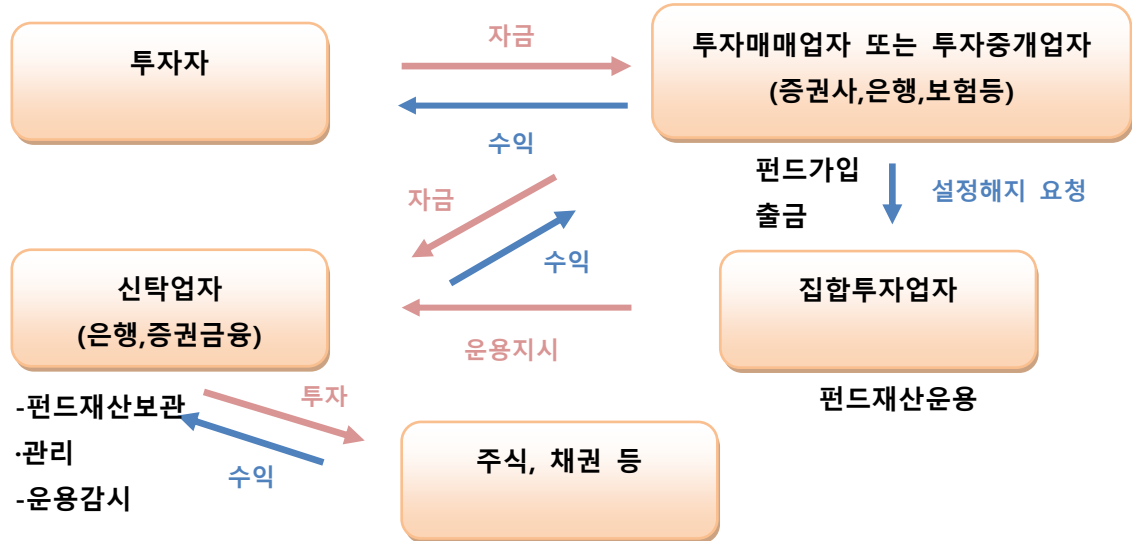 투자자
자금
수익
투자매매업자 또는 투자중개업자
(증권사,은행,보험등)
펀드가입
출금
설정해지 요청
자금
수익
신탁업자
(은행,증권금융)
집합투자업자
운용지시
펀드재산운용
-펀드재산보관
·관리
-운용감시
투자
수익
주식, 채권 등